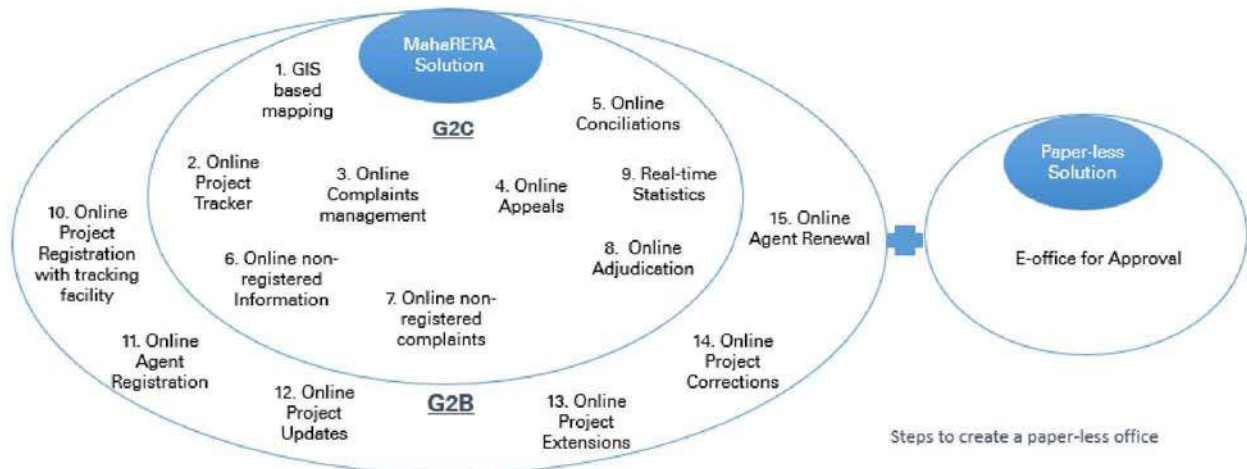 MahaRERA
Solution
1. GIS
based
mapping
G2C
5. Online
Conciliations
2. Online
Project
Tracker
3. Online
Complaints
management
4. Online
Appeals
9. Real-time
Statistics
6. Online non-
registered
Information
7. Online non-
registered
complaints
8. Online
Adjudication
10. Online
Project
Registration
with tracking
facility
11. Online
Agent
Registration
12. Online
Project
Updates
G2B
13. Online
Project
Extensions
14. Online
Project
Corrections
15. Online
Agent Renewal
Paper-less
Solution
E-office for Approval
Steps to create a paper-less office